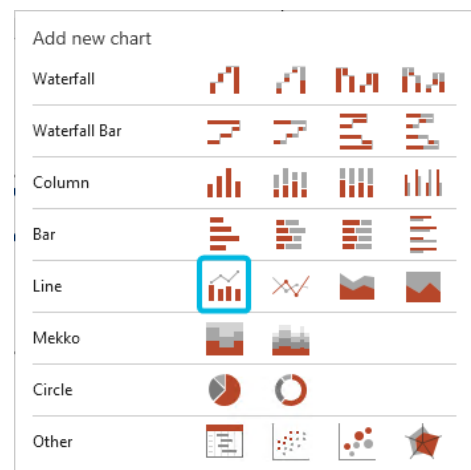 Add new chart
Waterfall
Waterfall Bar
Column
Bar
Line
Mekko
Circle
Other